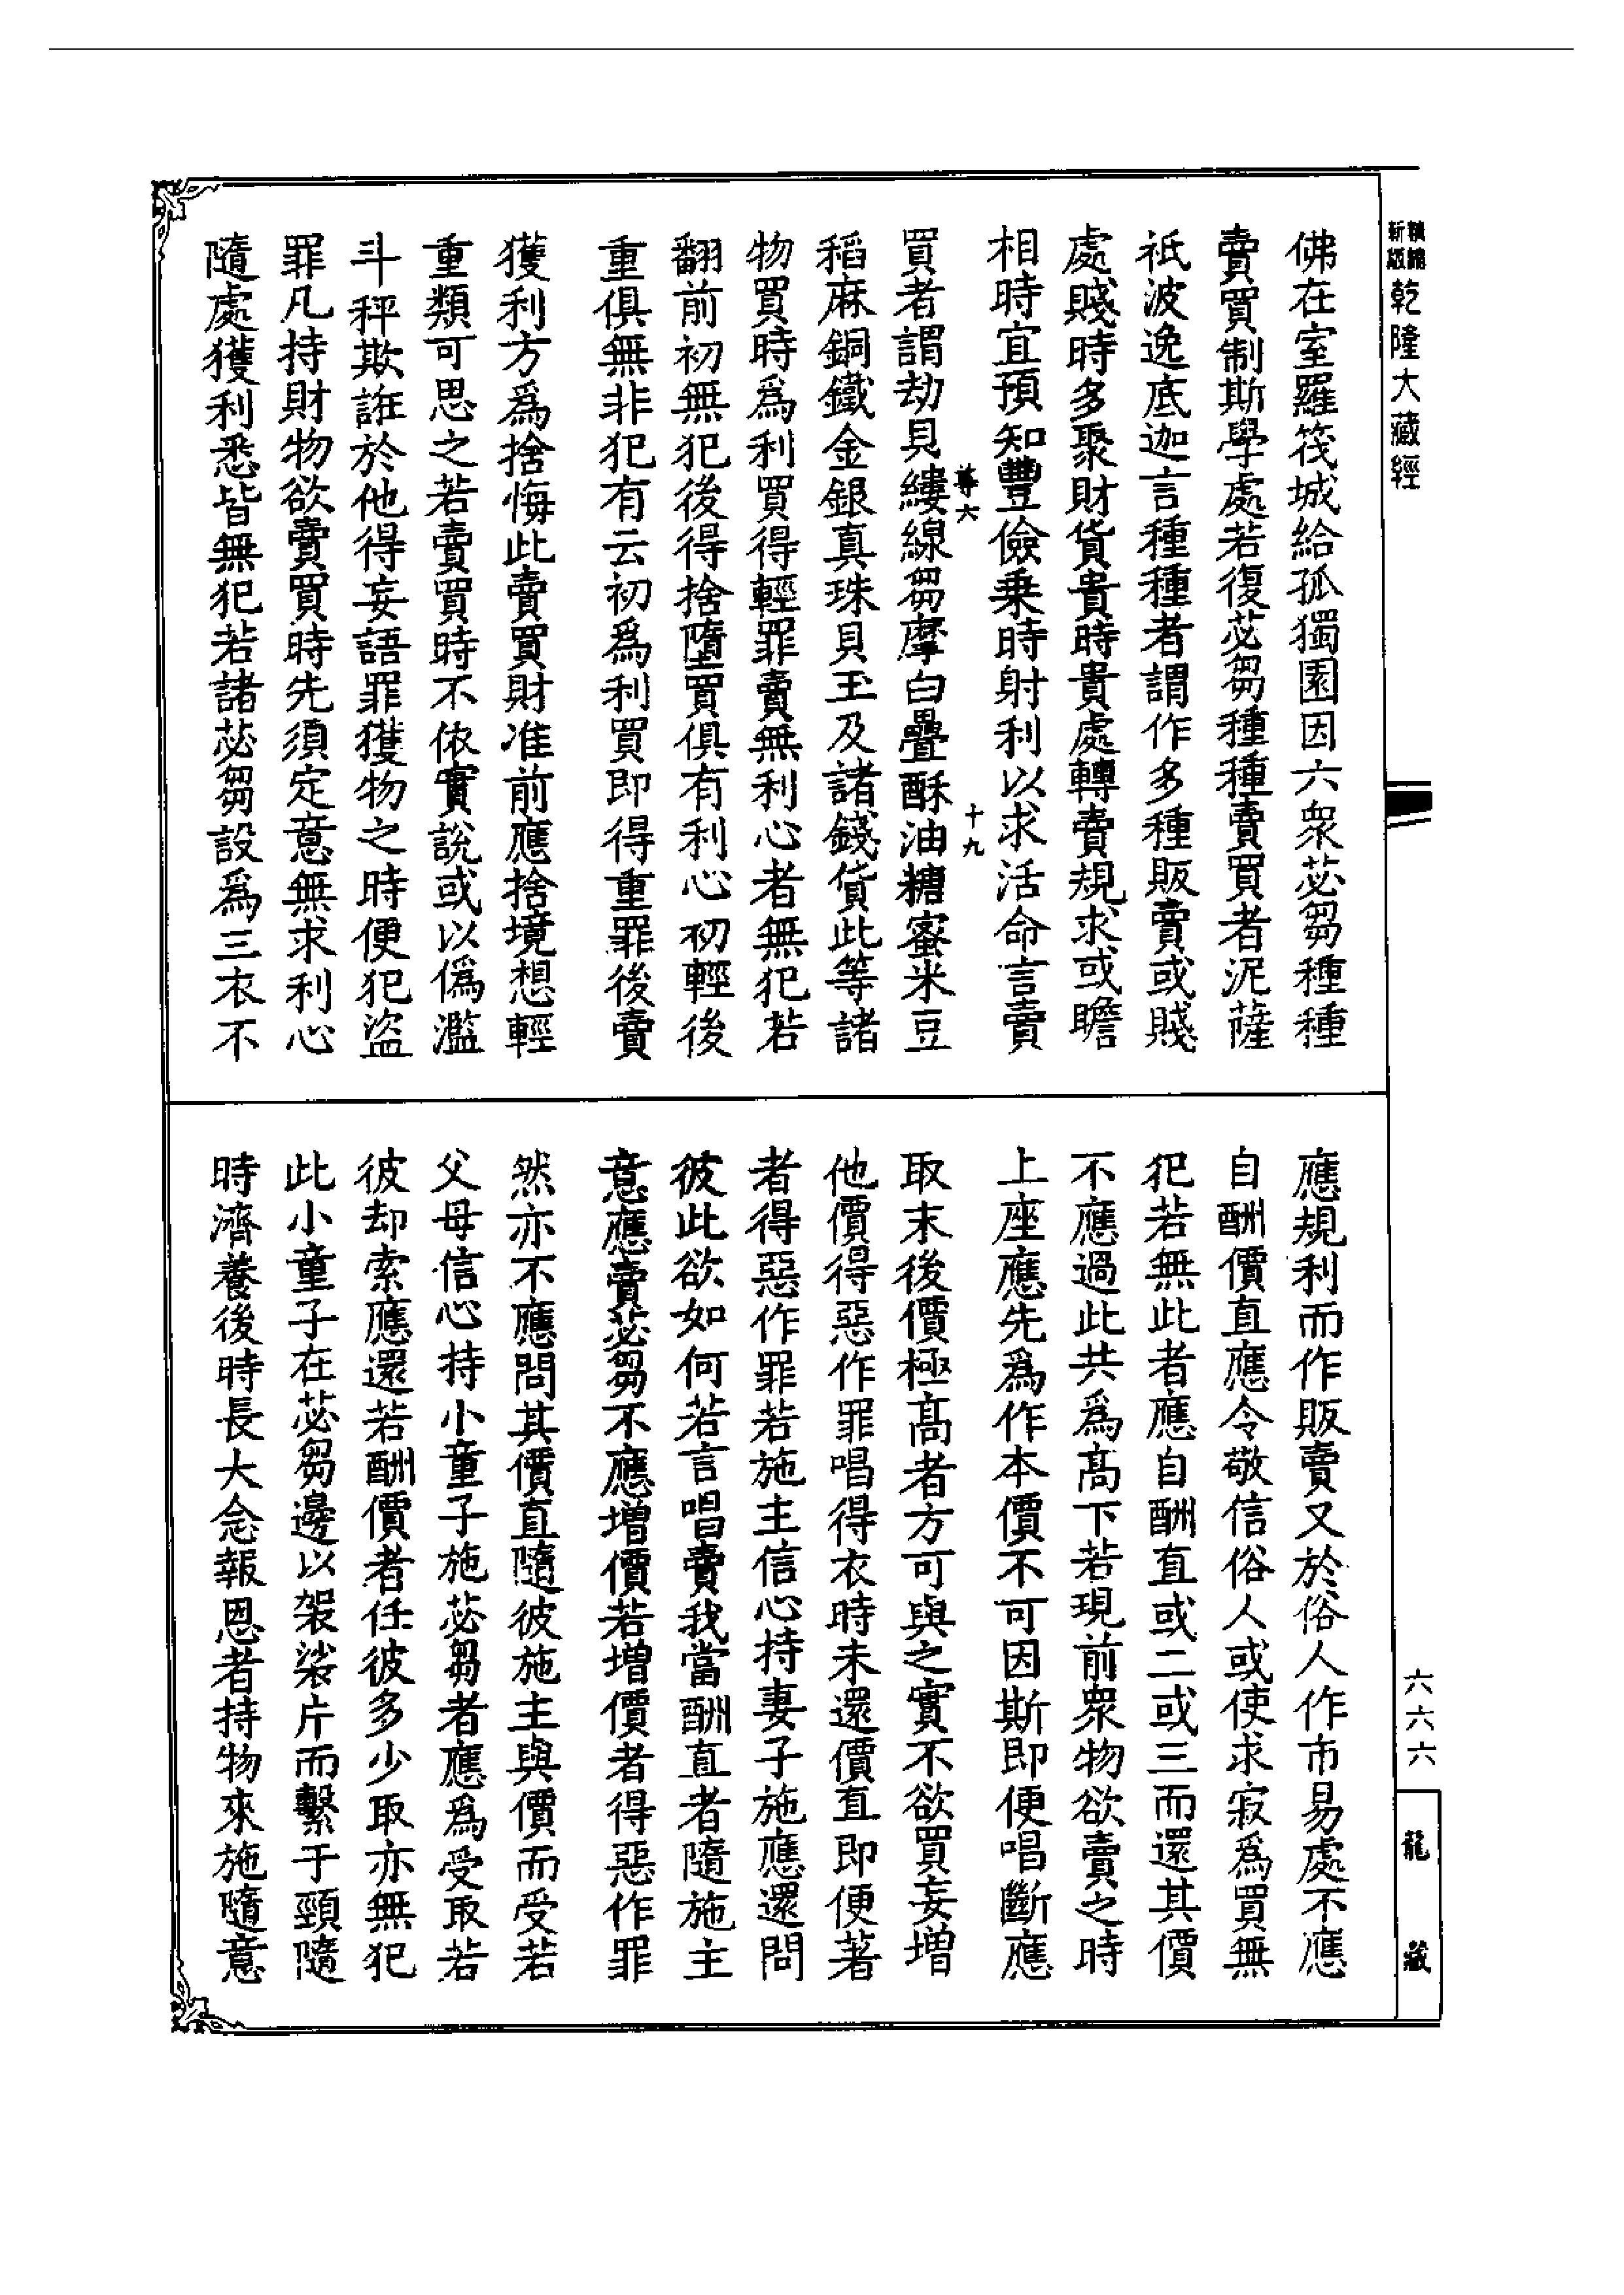 新編縮版
乾隆大藏經
佛在室羅筏城給孤獨園因六衆苾芻種種
賣買制斯學處若復苾芻種種賣買者泥薩
祇波逸底迦言種種者謂作多種販賣或賤
處賤時多聚財貨貴時貴處轉賣規求或瞻
相時宜預知豐儉乗時射利以求活命言賣
尊六
十九
買者謂劫貝縷線芻摩白疊酥油糖蜜米豆
稻麻銅鐵金銀真珠貝玉及諸錢貨此等諸
物買時爲利買得輕罪賣無利心者無犯若
翻前初無犯後得捨墮買俱有利心初輕後
重俱無非犯有云初爲利買即得重罪後賣
獲利方爲捨悔此賣買財准前應捨境想輕
重類可思之若賣買時不依實説或以僞濫
斗秤欺誑於他得妄語罪獲物之時便犯盗
罪凡持財物欲賣買時先須定意無求利心
隨處獲利悉皆無犯若諸苾芻設爲三衣不
應規利而作販賣又於俗人作市易處不應
自酬價直應令敬信俗人或使求寂爲買無
犯若無此者應自酬直或二或三而還其價
不應過此共爲髙下若現前衆物欲賣之時
上座應先爲作本價不可因斯即便唱斷應
取末後價極髙者方可與之實不欲買妄增
他價得惡作罪唱得衣時未還價直即便著
者得惡作罪若施主信心持妻子施應還問
彼此欲如何若言唱賣我當酬直者隨施主
意應賣苾芻不應增價若增價者得惡作罪
然亦不應問其價直隨彼施主與價而受若
父母信心持小童子施苾芻者應爲受取若
彼却索應還若酬價者任彼多少取亦無犯
此小童子在苾芻邊以袈裟片而繫于頸隨
時濟養後時長大念報恩者持物來施隨意
六六六
龍藏